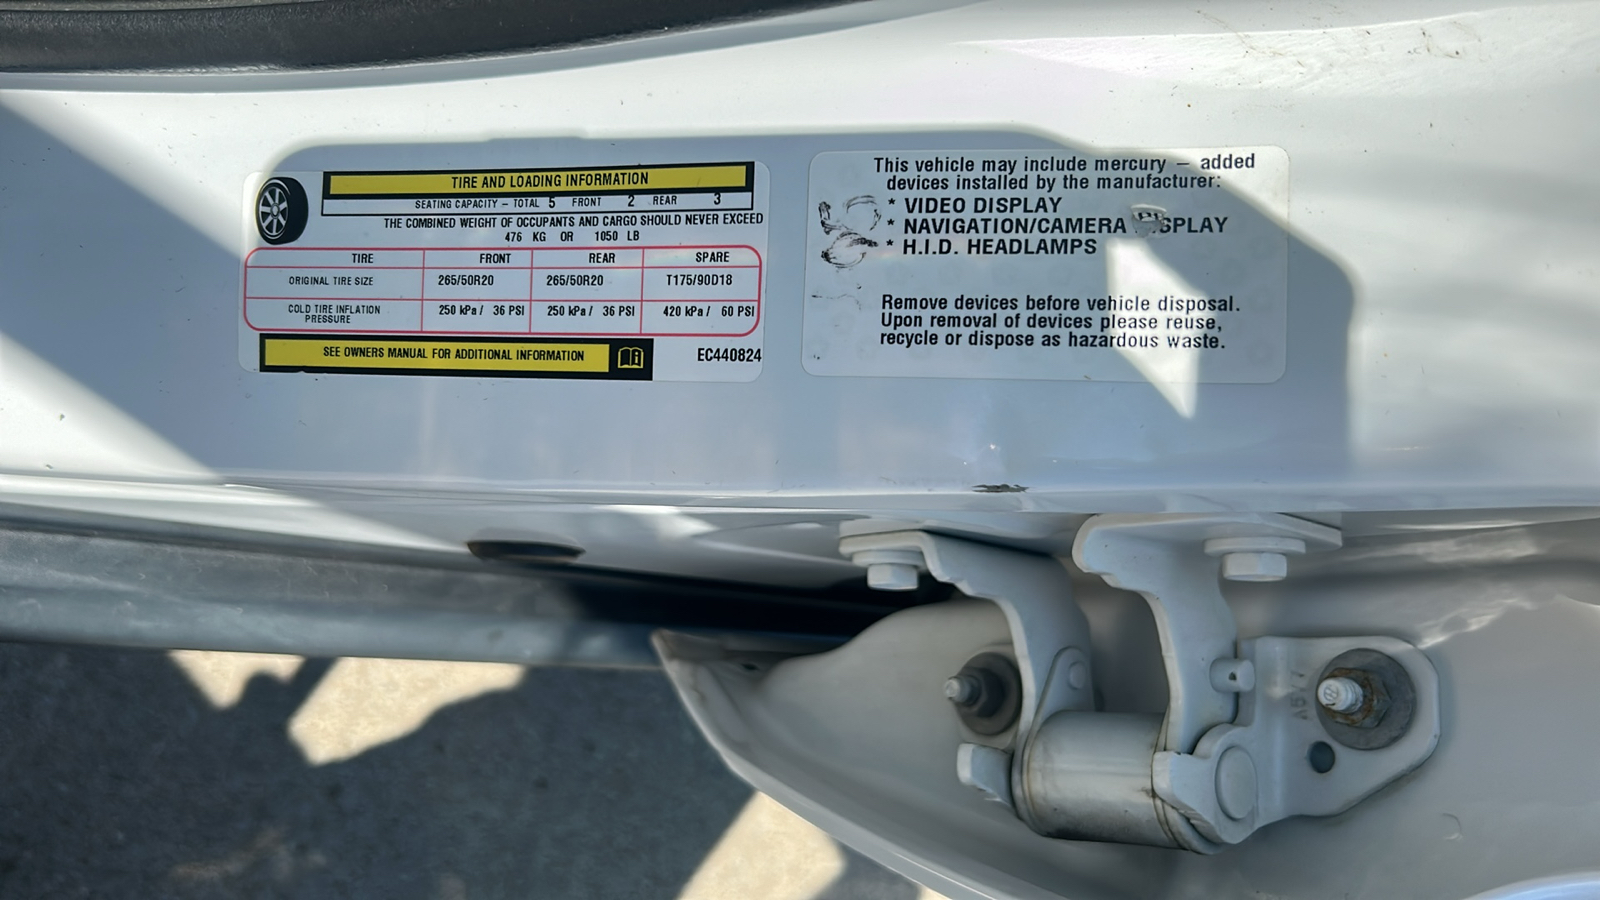 TIRE AND LOADING INFORMATION
SEATING CAPACITY – TOTAL 5 FRONT 2 REAR 3
THE COMBINED WEIGHT OF OCCUPANTS AND CARGO SHOULD NEVER EXCEED
476 KG OR 1050 LB
TIRE FRONT REAR SPARE
ORIGINAL TIRE SIZE 265/50R20 265/50R20 T175/90D18
COLD TIRE INFLATION PRESSURE 250 kPa / 36 PSI 250 kPa / 36 PSI 420 kPa / 60 PSI
SEE OWNERS MANUAL FOR ADDITIONAL INFORMATION
EC440824
This vehicle may include mercury – added
devices installed by the manufacturer:
* VIDEO DISPLAY
* NAVIGATION/CAMERA DISPLAY
* H.I.D. HEADLAMPS
Remove devices before vehicle disposal.
Upon removal of devices please reuse,
recycle or dispose as hazardous waste.